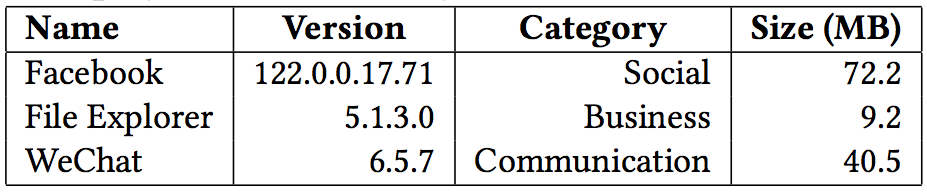 Name Version Category Size (MB)
Facebook 122.0.0.17.71 Social 72.2
File Explorer 5.1.3.0 Business 9.2
WeChat 6.5.7 Communication 40.5